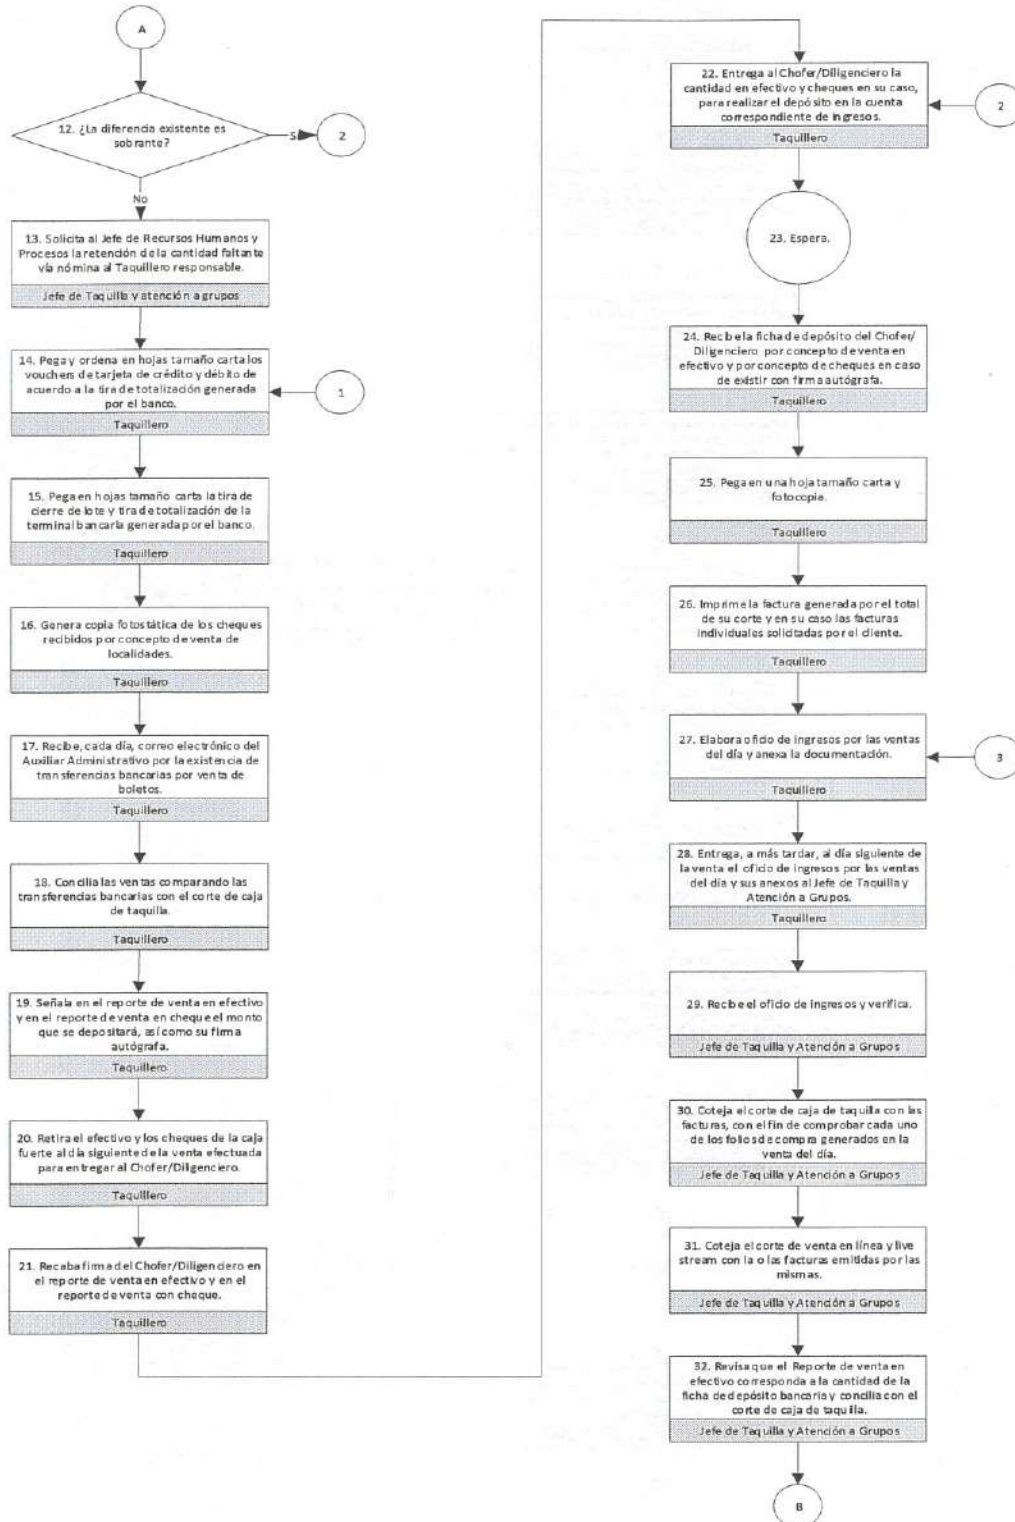 A
12. ¿La diferencia existente es
sobrante?
Sí
2
No
13. Solicita al Jefe de Recursos Humanos y
Procesos la retención de la cantidad faltante
vía nómina al Taquillero responsable.
Jefe de Taquilla y atención a grupos
14. Pega y ordena en hojas tamaño carta los
vouchers de tarjeta de crédito y débito de
acuerdo a la tira de totalización generada
por el banco.
Taquillero
1
15. Pega en hojas tamaño carta la tira de
cierre de lote y tira de totalización de la
terminal bancaria generada por el banco.
Taquillero
16. Genera copia fotostática de los cheques
recibidos por concepto de venta de
localidades.
Taquillero
17. Recibe, cada día, correo electrónico del
Auxiliar Administrativo por la existencia de
transferencias bancarias por venta de
boletos.
Taquillero
18. Concilia las ventas comparando las
transferencias bancarias con el corte de caja
de taquilla.
Taquillero
19. Señala en el reporte de venta en efectivo
y en el reporte de venta en cheque el monto
que se depositará, así como su firma
autógrafa.
Taquillero
20. Retira el efectivo y los cheques de la caja
fuerte al día siguiente de la venta efectuada
para entregar al Chofer/Diligenciero.
Taquillero
21. Recaba firma del Chofer/Diligenciero en
el reporte de venta en efectivo y en el
reporte de venta con cheque.
Taquillero
22. Entrega al Chofer/Diligenciero la
cantidad en efectivo y cheques en su caso,
para realizar el depósito en la cuenta
correspondiente de ingresos.
Taquillero
2
23. Espera.
24. Recibe la ficha de depósito del Chofer/
Diligenciero por concepto de venta en
efectivo y por concepto de cheques en caso
de existir con firma autógrafa.
Taquillero
25. Pega en una hoja tamaño carta y
fotocopia.
Taquillero
26. Imprime la factura generada por el total
de su corte y en su caso las facturas
individuales solicitadas por el cliente.
Taquillero
27. Elabora oficio de ingresos por las ventas
del día y anexa la documentación.
Taquillero
3
28. Entrega, a más tardar, al día siguiente de
la venta el oficio de ingresos por las ventas
del día y sus anexos al Jefe de Taquilla y
Atención a Grupos.
Taquillero
29. Recibe el oficio de ingresos y verifica.
Jefe de Taquilla y Atención a Grupos
30. Coteja el corte de caja de taquilla con las
facturas, con el fin de comprobar cada uno
de los folios de compra generados en la
venta del día.
Jefe de Taquilla y Atención a Grupos
31. Coteja el corte de venta en línea y live
stream con la o las facturas emitidas por las
mismas.
Jefe de Taquilla y Atención a Grupos
32. Revisa que el Reporte de venta en
efectivo corresponda a la cantidad de la
ficha de depósito bancaria y concilia con el
corte de caja de taquilla.
Jefe de Taquilla y Atención a Grupos
B